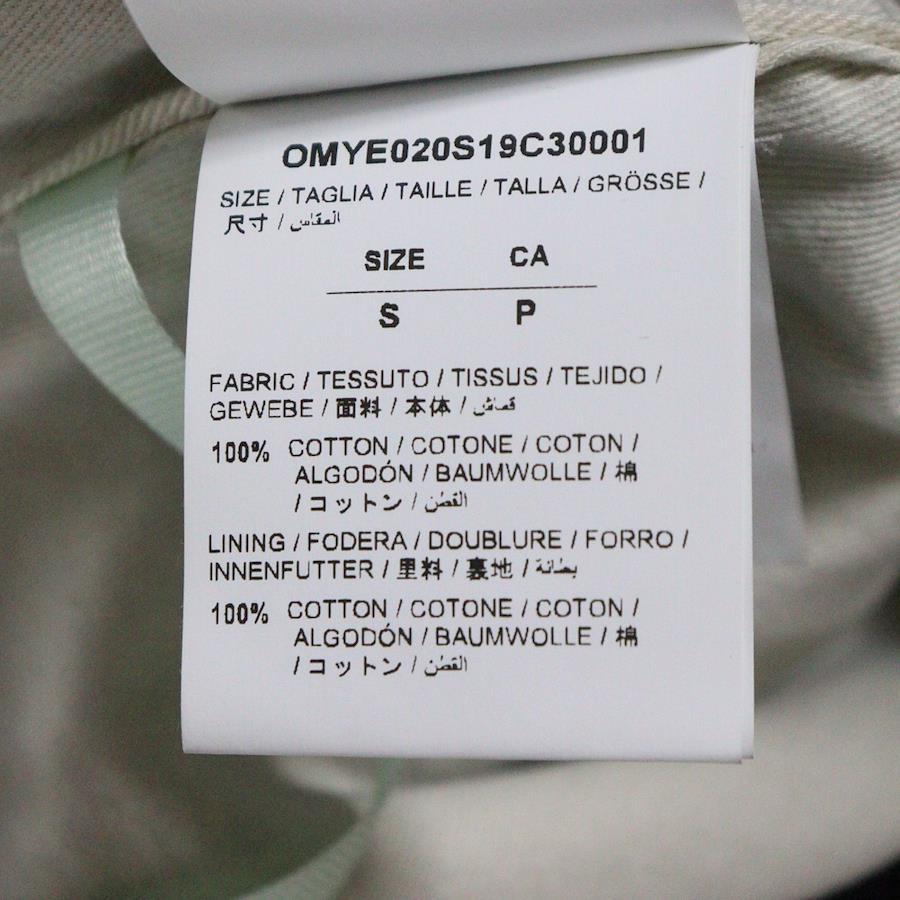 OMYE020S19C30001
SIZE / TAGLIA / TAILLE / TALLA / GRÖSSE /
尺寸 / المقاس
SIZE CA
S P
FABRIC / TESSUTO / TISSUS / TEJIDO /
GEWEBE / 面料 / 本体 / قماش
100% COTTON / COTONE / COTON /
ALGODÓN / BAUMWOLLE / 棉
/ コットン / القطن
LINING / FODERA / DOUBLURE / FORRO /
INNENFUTTER / 里料 / 裏地 / بطانة
100% COTTON / COTONE / COTON /
ALGODÓN / BAUMWOLLE / 棉
/ コットン / القطن